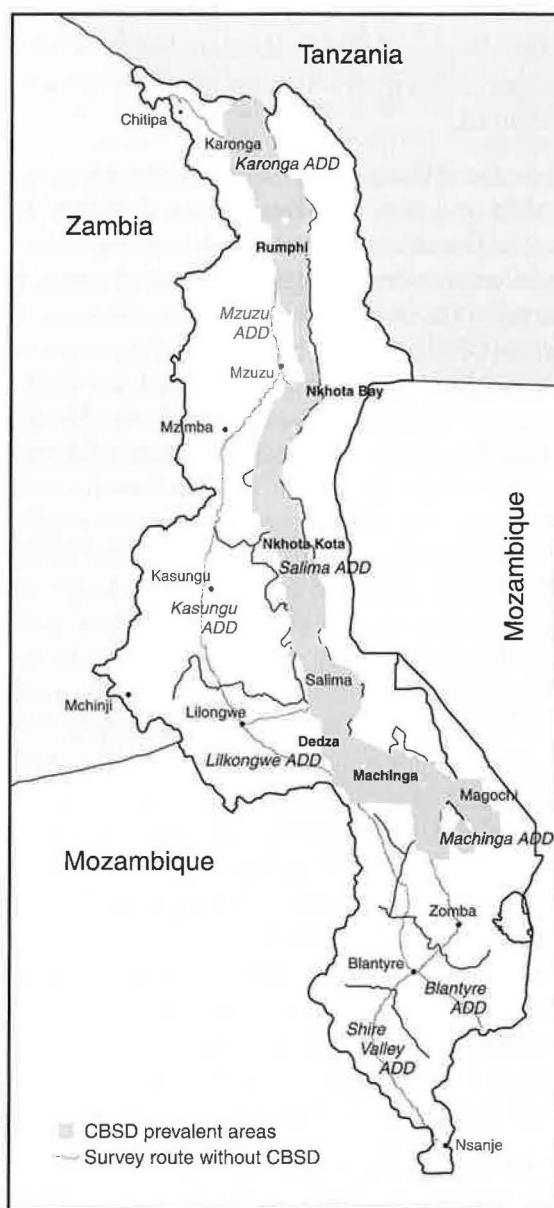 Tanzania
Chitipa
Karonga
Karonga ADD
Zambia
Rumphi
Mzuzu
ADD
Mzuzu
Nkhota Bay
Mzimba
Mozambique
Nkhota Kota
Salima ADD
Kasungu
Kasungu
ADD
Salima
Mchinji
Lilongwe
Dedza
Lilkongwe ADD
Machinga
Magochi
Machinga ADD
Mozambique
Zomba
Blantyre
Blantyre
ADD
Shire
Valley
ADD
CBSD prevalent areas
Survey route without CBSD
Nsanje